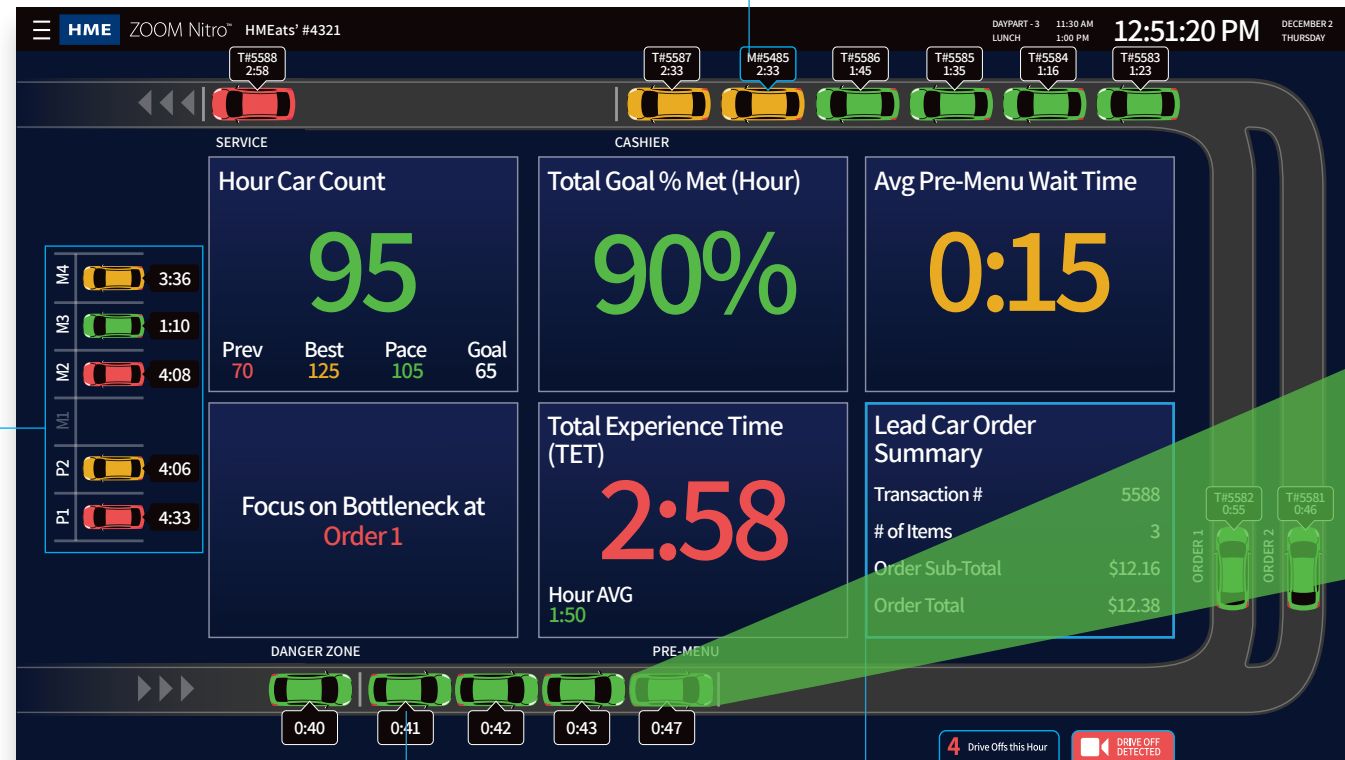 HME ZOOM Nitro™ HMEats' #4321
DAYPART - 3 11:30 AM
LUNCH 1:00 PM
12:51:20 PM
DECEMBER 2
THURSDAY
T#5588
2:58
T#5587
2:33
M#5485
2:33
T#5586
1:45
T#5585
1:35
T#5584
1:16
T#5583
1:23
SERVICE
CASHIER
Hour Car Count
95
Prev Best Pace Goal
70 125 105 65
Total Goal % Met (Hour)
90%
Avg Pre-Menu Wait Time
0:15
M4 3:36
M3 1:10
M2 4:08
M1
P2 4:06
P1 4:33
Focus on Bottleneck at
Order 1
Total Experience Time
(TET)
2:58
Hour AVG
1:50
Lead Car Order
Summary
Transaction # 5588
# of Items 3
Order Sub-Total $12.16
Order Total $12.38
T#5582
0:55
ORDER 1
T#5581
0:46
ORDER 2
DANGER ZONE
PRE-MENU
0:40
0:41
0:42
0:43
0:47
4 Drive Offs this Hour
DRIVE OFF
DETECTED